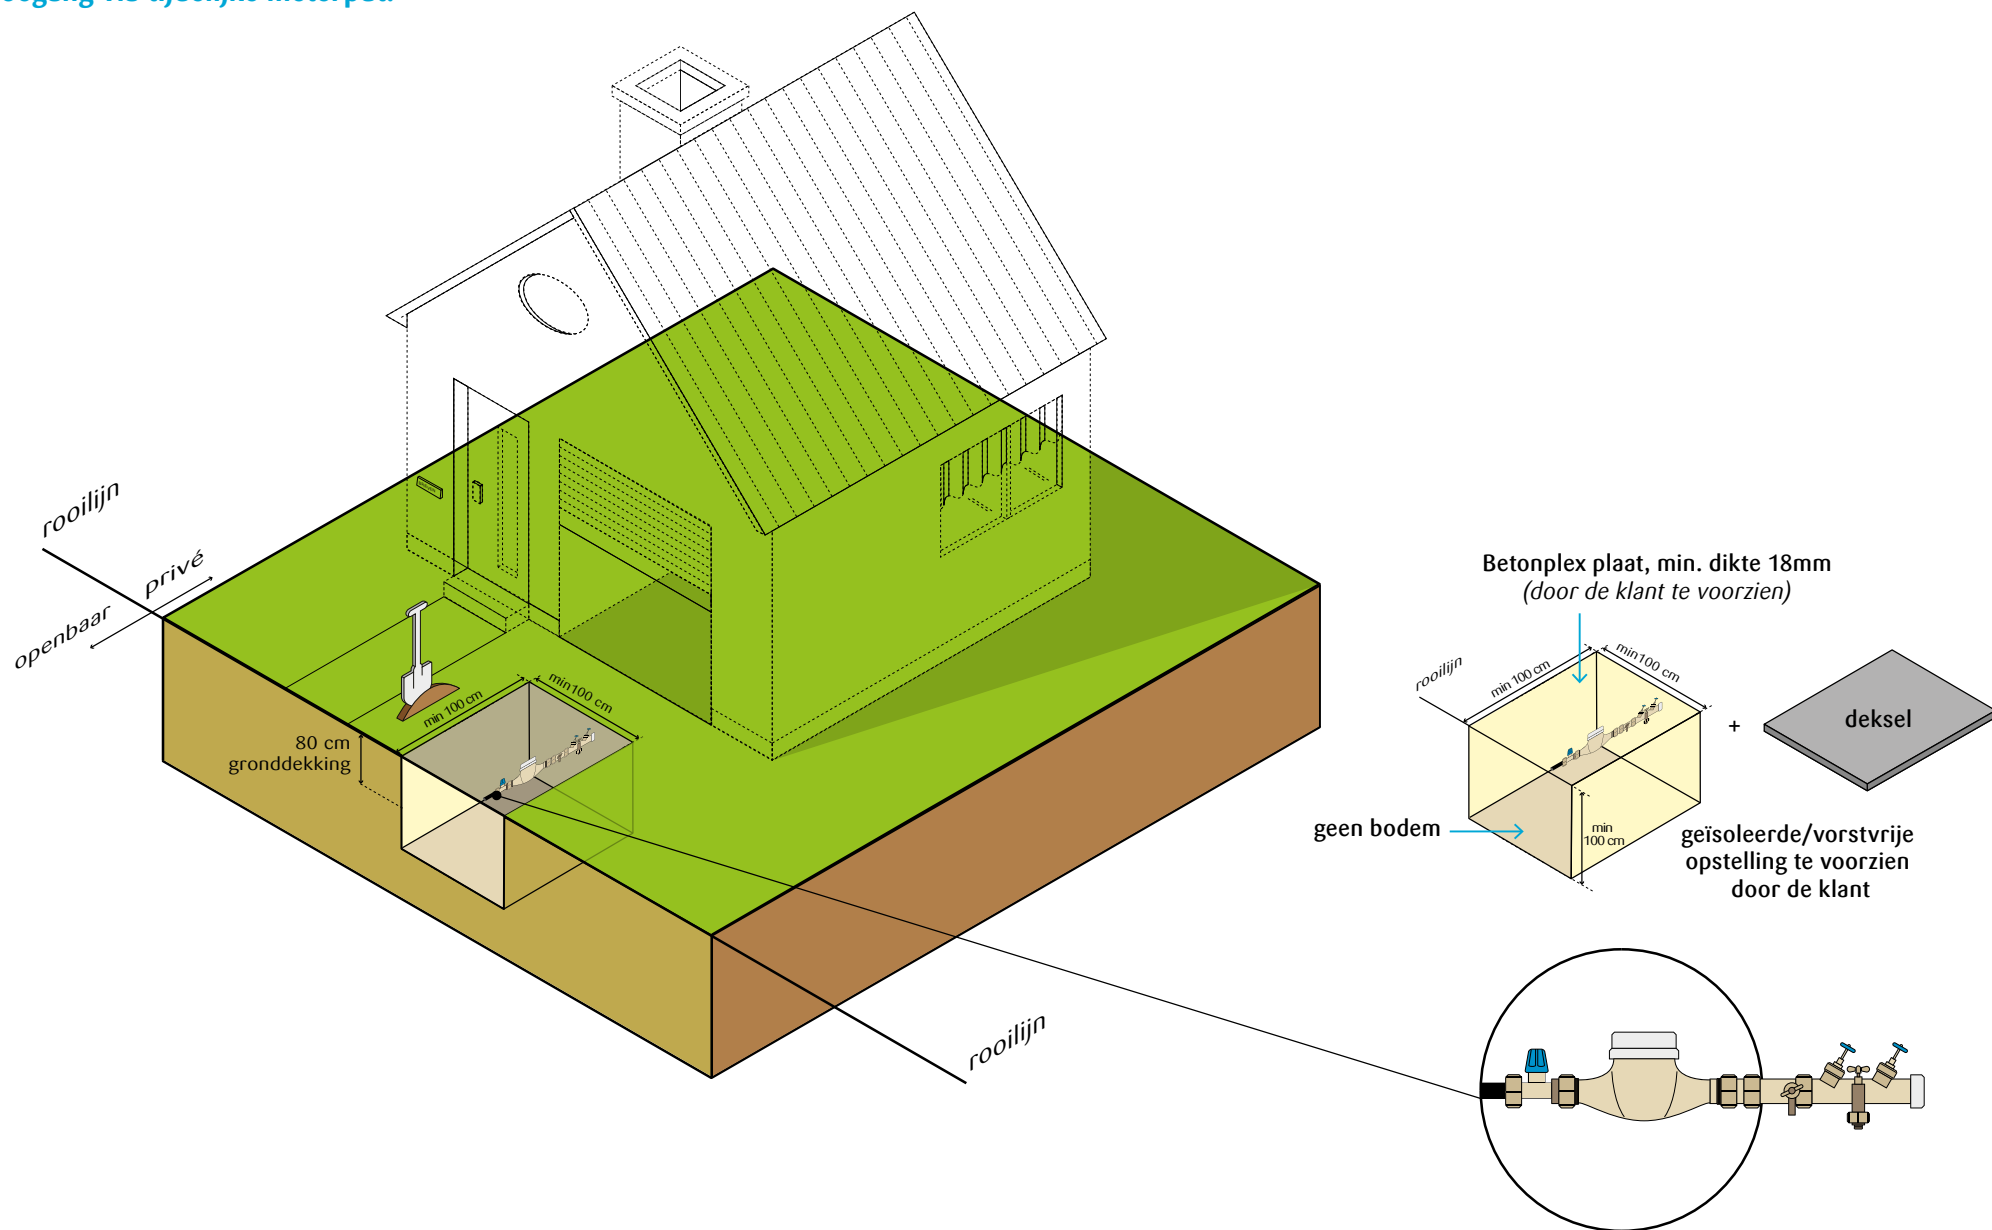 rooilijn
privé
openbaar
80 cm
gronddekking
min 100 cm
min100 cm
rooilijn
Betonplex plaat, min. dikte 18mm
(door de klant te voorzien)
rooilijn
min 100 cm
min100 cm
+
deksel
geen bodem
min
100 cm
geïsoleerde/vorstvrije
opstelling te voorzien
door de klant